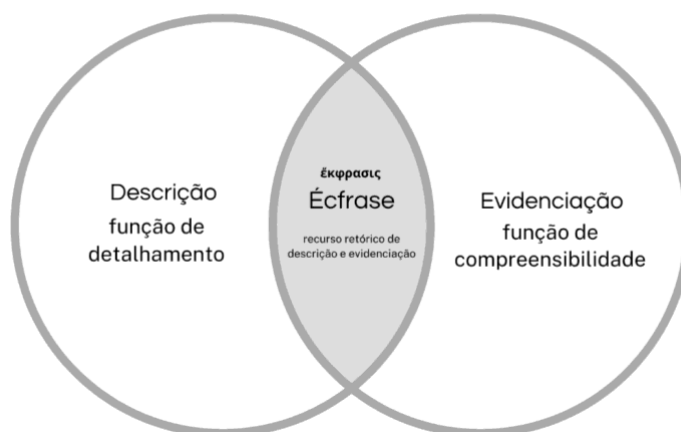 Descrição
função de
detalhamento
ἔκφρασις
Écfrase
recurso retórico de
descrição e evidenciação
Evidenciação
função de
compreensibilidade